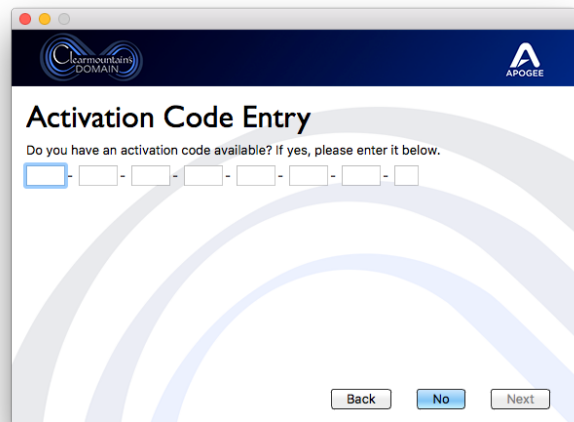 Clearmountain's
DOMAIN
APOGEE
Activation Code Entry
Do you have an activation code available? If yes, please enter it below.
- - - - - - -
Back No Next